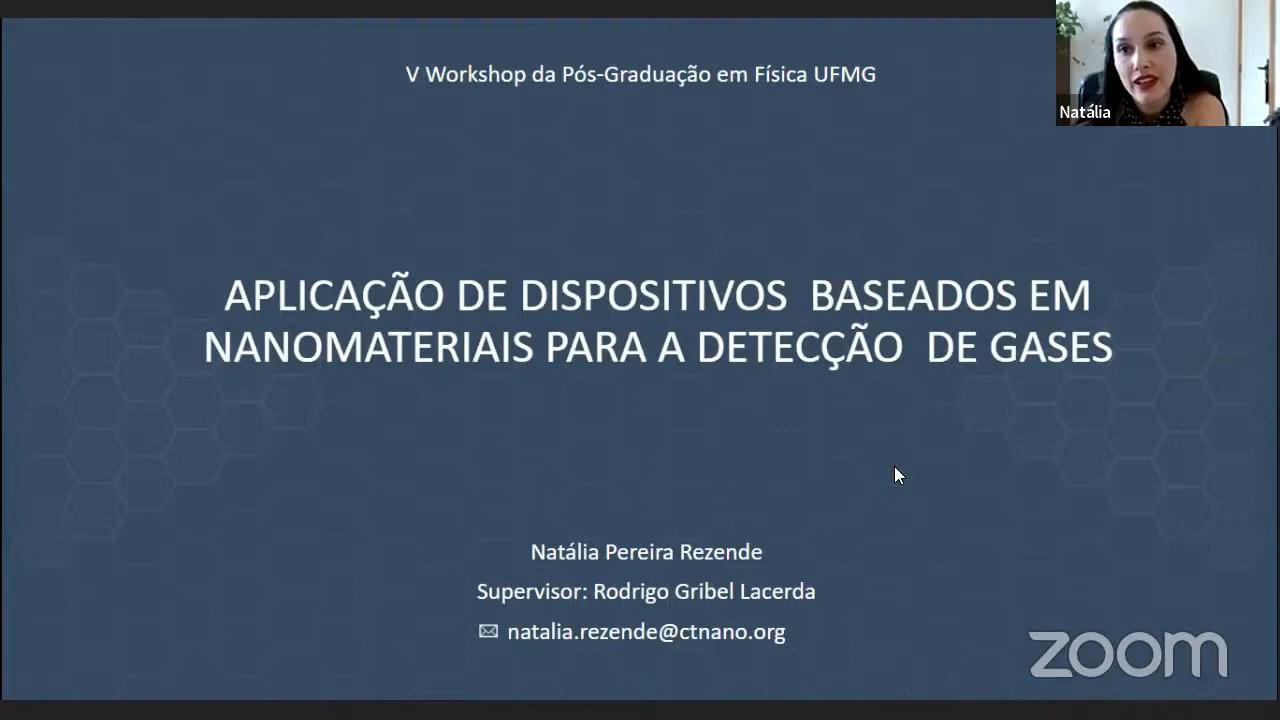 V Workshop da Pós-Graduação em Física UFMG
Natália
APLICAÇÃO DE DISPOSITIVOS BASEADOS EM
NANOMATERIAIS PARA A DETECÇÃO DE GASES
Natália Pereira Rezende
Supervisor: Rodrigo Gribel Lacerda
natalia.rezende@ctnano.org
zoom